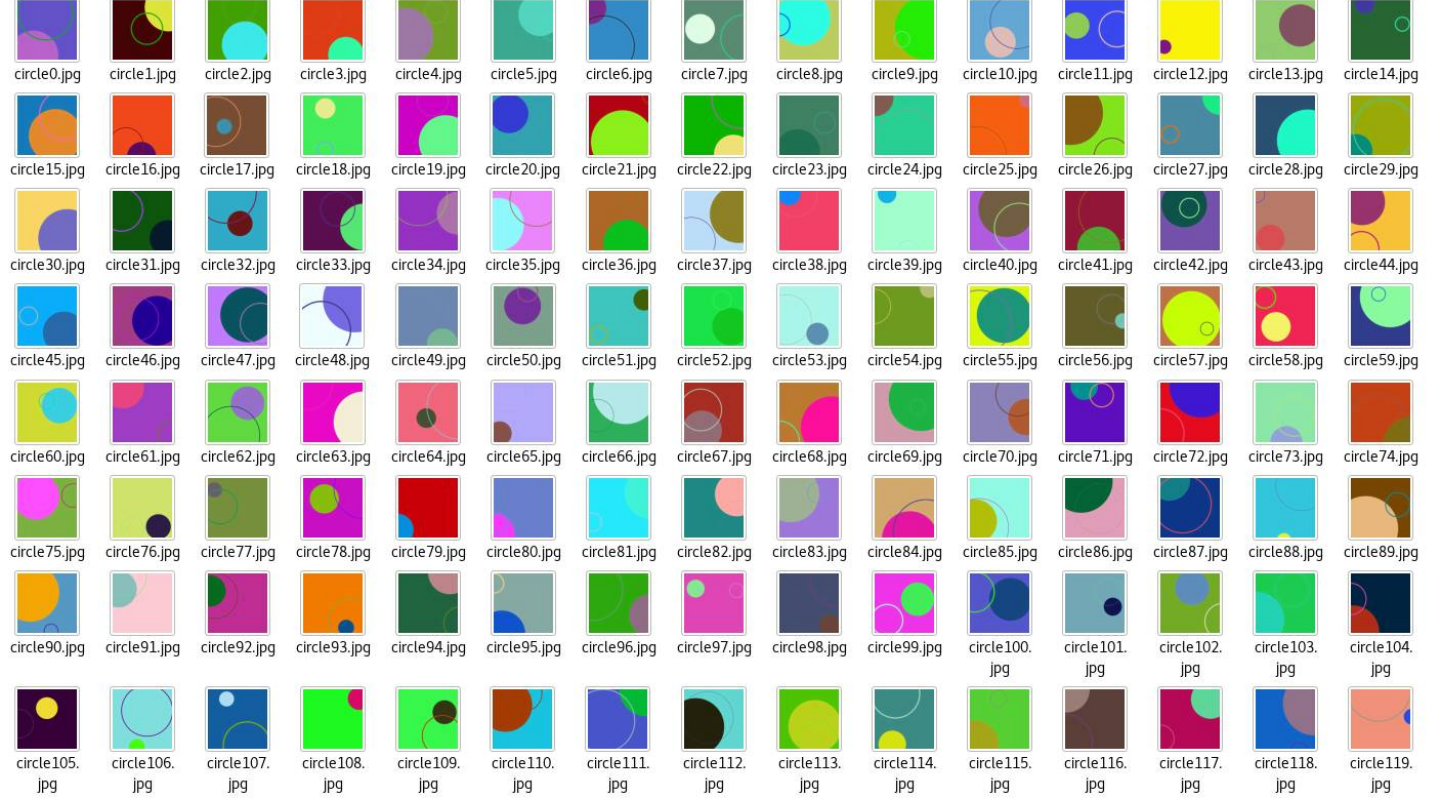 circle0.jpg circle1.jpg circle2.jpg circle3.jpg circle4.jpg circle5.jpg circle6.jpg circle7.jpg circle8.jpg circle9.jpg circle10.jpg circle11.jpg circle12.jpg circle13.jpg circle14.jpg
circle15.jpg circle16.jpg circle17.jpg circle18.jpg circle19.jpg circle20.jpg circle21.jpg circle22.jpg circle23.jpg circle24.jpg circle25.jpg circle26.jpg circle27.jpg circle28.jpg circle29.jpg
circle30.jpg circle31.jpg circle32.jpg circle33.jpg circle34.jpg circle35.jpg circle36.jpg circle37.jpg circle38.jpg circle39.jpg circle40.jpg circle41.jpg circle42.jpg circle43.jpg circle44.jpg
circle45.jpg circle46.jpg circle47.jpg circle48.jpg circle49.jpg circle50.jpg circle51.jpg circle52.jpg circle53.jpg circle54.jpg circle55.jpg circle56.jpg circle57.jpg circle58.jpg circle59.jpg
circle60.jpg circle61.jpg circle62.jpg circle63.jpg circle64.jpg circle65.jpg circle66.jpg circle67.jpg circle68.jpg circle69.jpg circle70.jpg circle71.jpg circle72.jpg circle73.jpg circle74.jpg
circle75.jpg circle76.jpg circle77.jpg circle78.jpg circle79.jpg circle80.jpg circle81.jpg circle82.jpg circle83.jpg circle84.jpg circle85.jpg circle86.jpg circle87.jpg circle88.jpg circle89.jpg
circle90.jpg circle91.jpg circle92.jpg circle93.jpg circle94.jpg circle95.jpg circle96.jpg circle97.jpg circle98.jpg circle99.jpg circle100. circle101. circle102. circle103. circle104.
jpg jpg jpg jpg jpg
circle105. circle106. circle107. circle108. circle109. circle110. circle111. circle112. circle113. circle114. circle115. circle116. circle117. circle118. circle119.
jpg jpg jpg jpg jpg jpg jpg jpg jpg jpg jpg jpg jpg jpg jpg